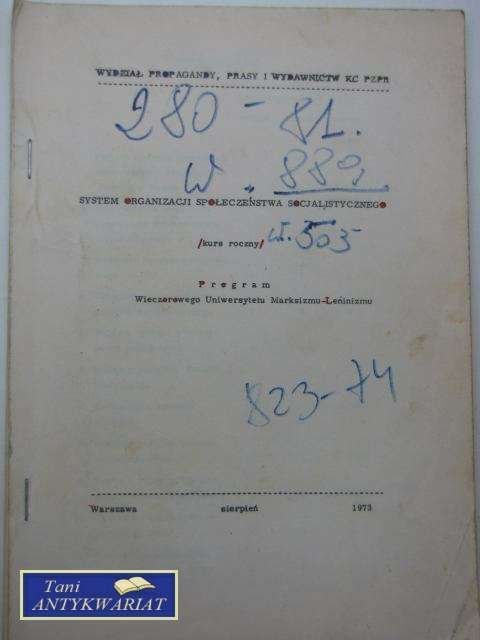 WYDZIAŁ PROPAGANDY, PRASY I WYDAWNICTW KC PZPR
280 - 81.
W. 889
SYSTEM ORGANIZACJI SPOŁECZEŃSTWA SOCJALISTYCZNEGO
/kurs roczny/ 503
P r o g r a m
Wieczorowego Uniwersytetu Marksizmu-Leninizmu
823-74
Warszawa sierpień 1973
Tani
ANTYKWARIAT